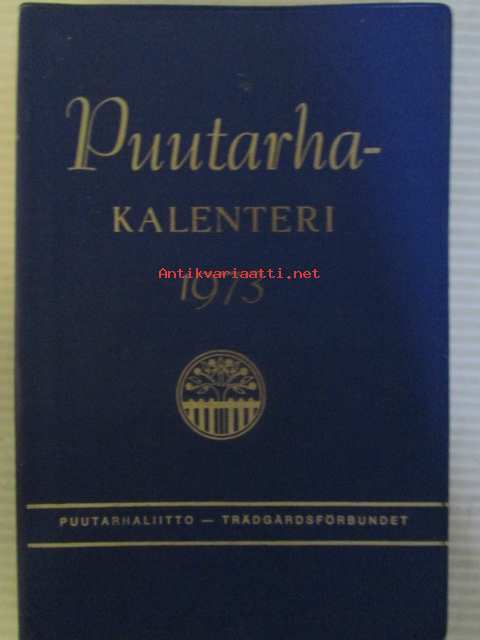 Puutarha-
KALENTERI
Antikvariaatti.net
1973
PUUTARHALIITTO — TRÄDGÅRDSFÖRBUNDET